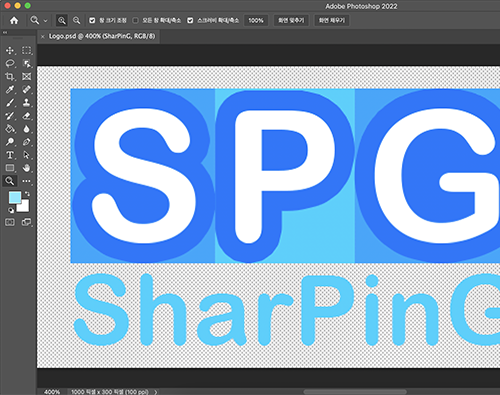 Adobe Photoshop 2022
창 크기 조정 모든 창 확대/축소 스크러비 확대/축소 100% 화면 맞추기 화면 채우기
× Logo.psd @ 400% (SharPinG, RGB/8)
SPG
SharPinG
400% 1000 픽셀 x 300 픽셀 (100 ppi)